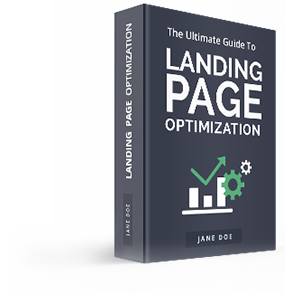 The Ultimate Guide To
LANDING
PAGE
OPTIMIZATION
JANE DOE
LANDING PAGE OPTIMIZATION
JANE DOE